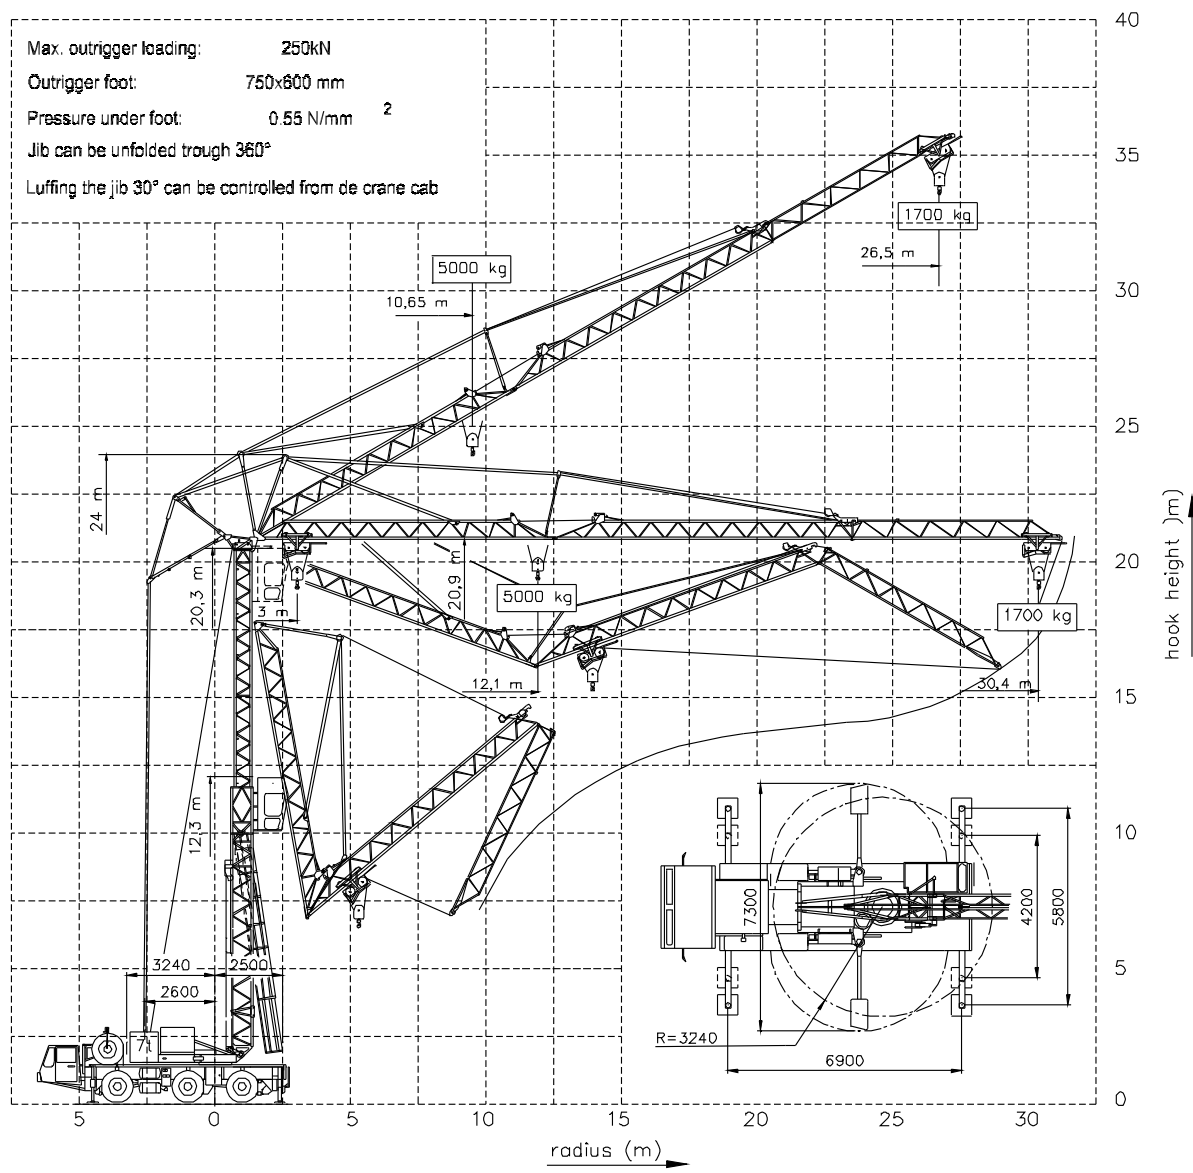 Max. outrigger loading: 250kN
Outrigger foot: 750x600 mm
Pressure under foot: 0.55 N/mm 2
Jib can be unfolded trough 360°
Luffing the jib 30° can be controlled from de crane cab
40
35
30
25
20
15
10
5
0
hook height )m)
1700 kg
26,5 m
5000 kg
10,65 m
24 m
20,3 m
3 m
20,9 m
5000 kg
12,1 m
1700 kg
30,4 m
12,3 m
3240
2500
2600
7t
7300
4200
5800
R=3240
6900
5
0
5
10
15
20
25
30
radius (m)